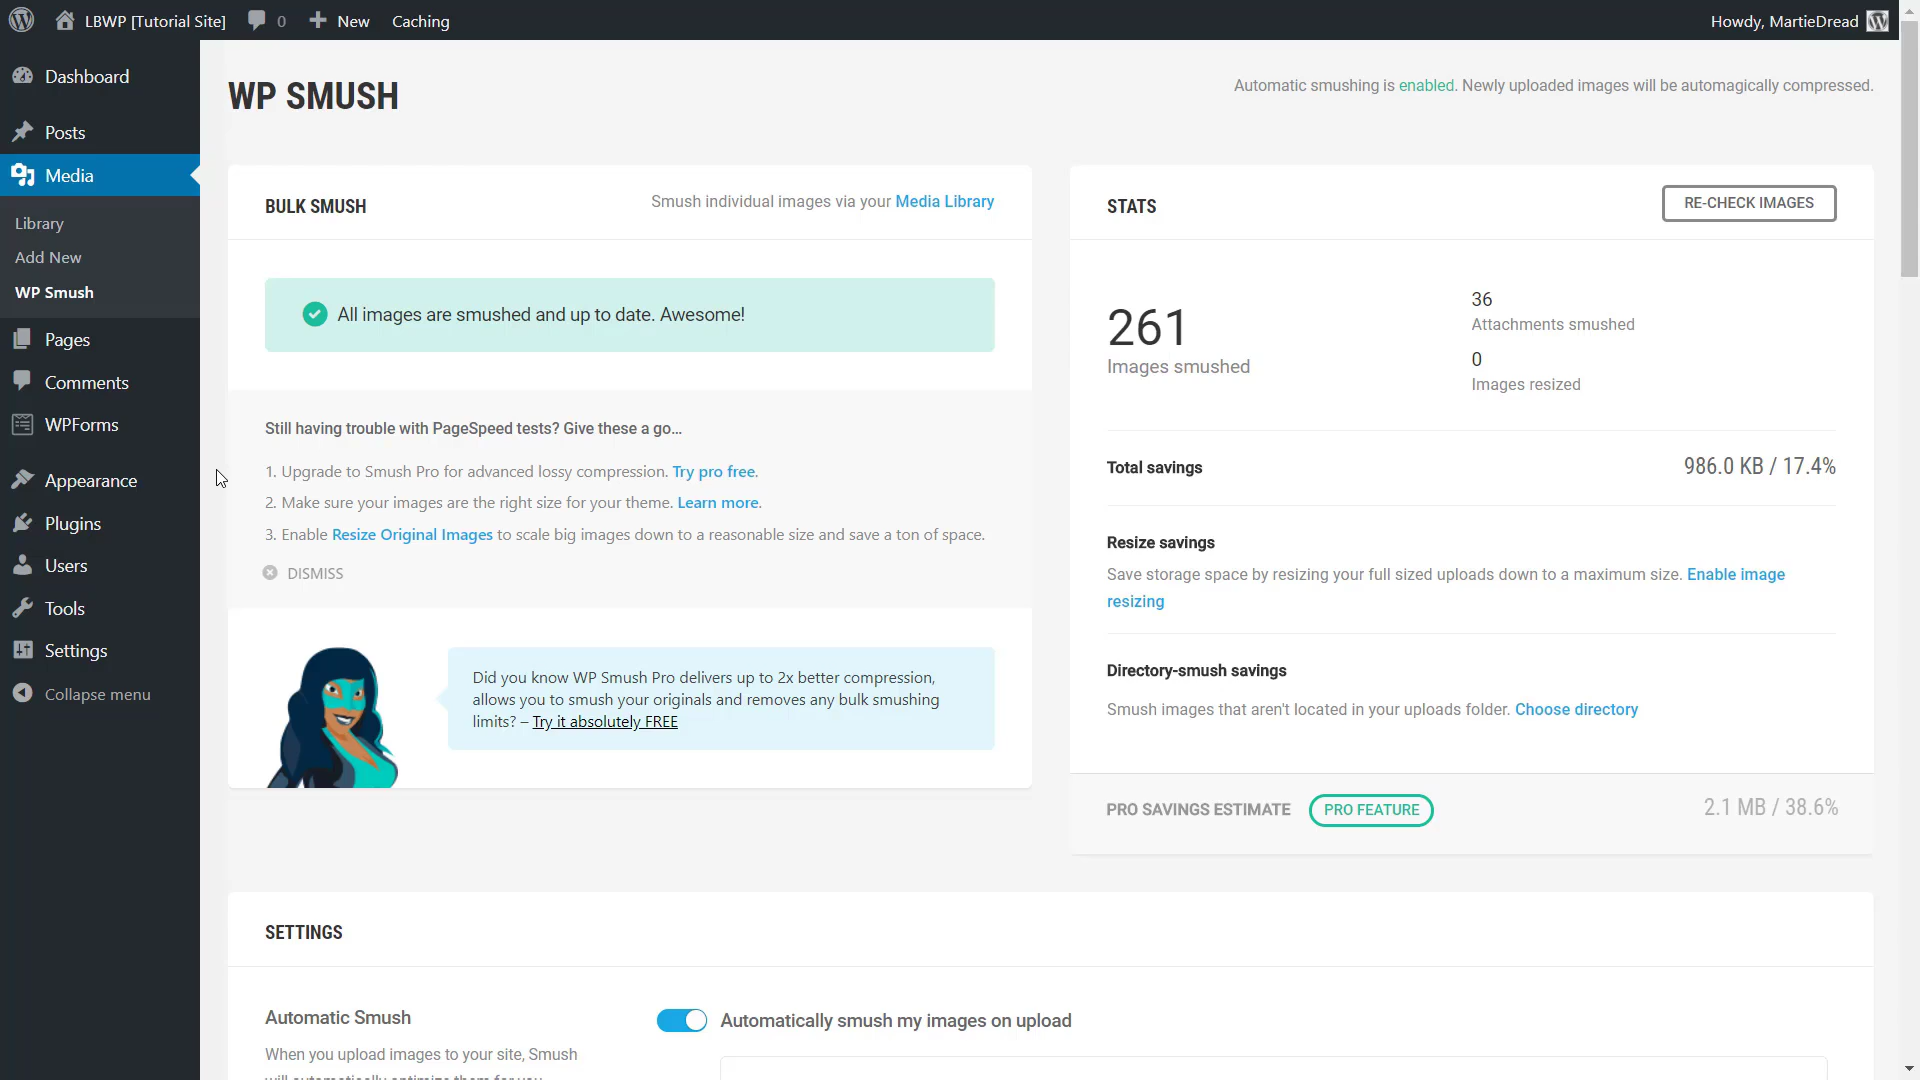 LBWP [Tutorial Site] 0 New Caching Howdy, MartieDread
Dashboard
Posts
Media
Library
Add New
WP Smush
Pages
Comments
WPForms
Appearance
Plugins
Users
Tools
Settings
Collapse menu
WP SMUSH
Automatic smushing is enabled. Newly uploaded images will be automagically compressed.
BULK SMUSH
Smush individual images via your Media Library
All images are smushed and up to date. Awesome!
Still having trouble with PageSpeed tests? Give these a go...
1. Upgrade to Smush Pro for advanced lossy compression. Try pro free.
2. Make sure your images are the right size for your theme. Learn more.
3. Enable Resize Original Images to scale big images down to a reasonable size and save a ton of space.
DISMISS
Did you know WP Smush Pro delivers up to 2x better compression,
allows you to smush your originals and removes any bulk smushing
limits? – Try it absolutely FREE
STATS
RE-CHECK IMAGES
261
Images smushed
36
Attachments smushed
0
Images resized
Total savings
986.0 KB / 17.4%
Resize savings
Save storage space by resizing your full sized uploads down to a maximum size. Enable image
resizing
Directory-smush savings
Smush images that aren't located in your uploads folder. Choose directory
PRO SAVINGS ESTIMATE PRO FEATURE
2.1 MB / 38.6%
SETTINGS
Automatic Smush
When you upload images to your site, Smush
will automatically optimize them for you
Automatically smush my images on upload